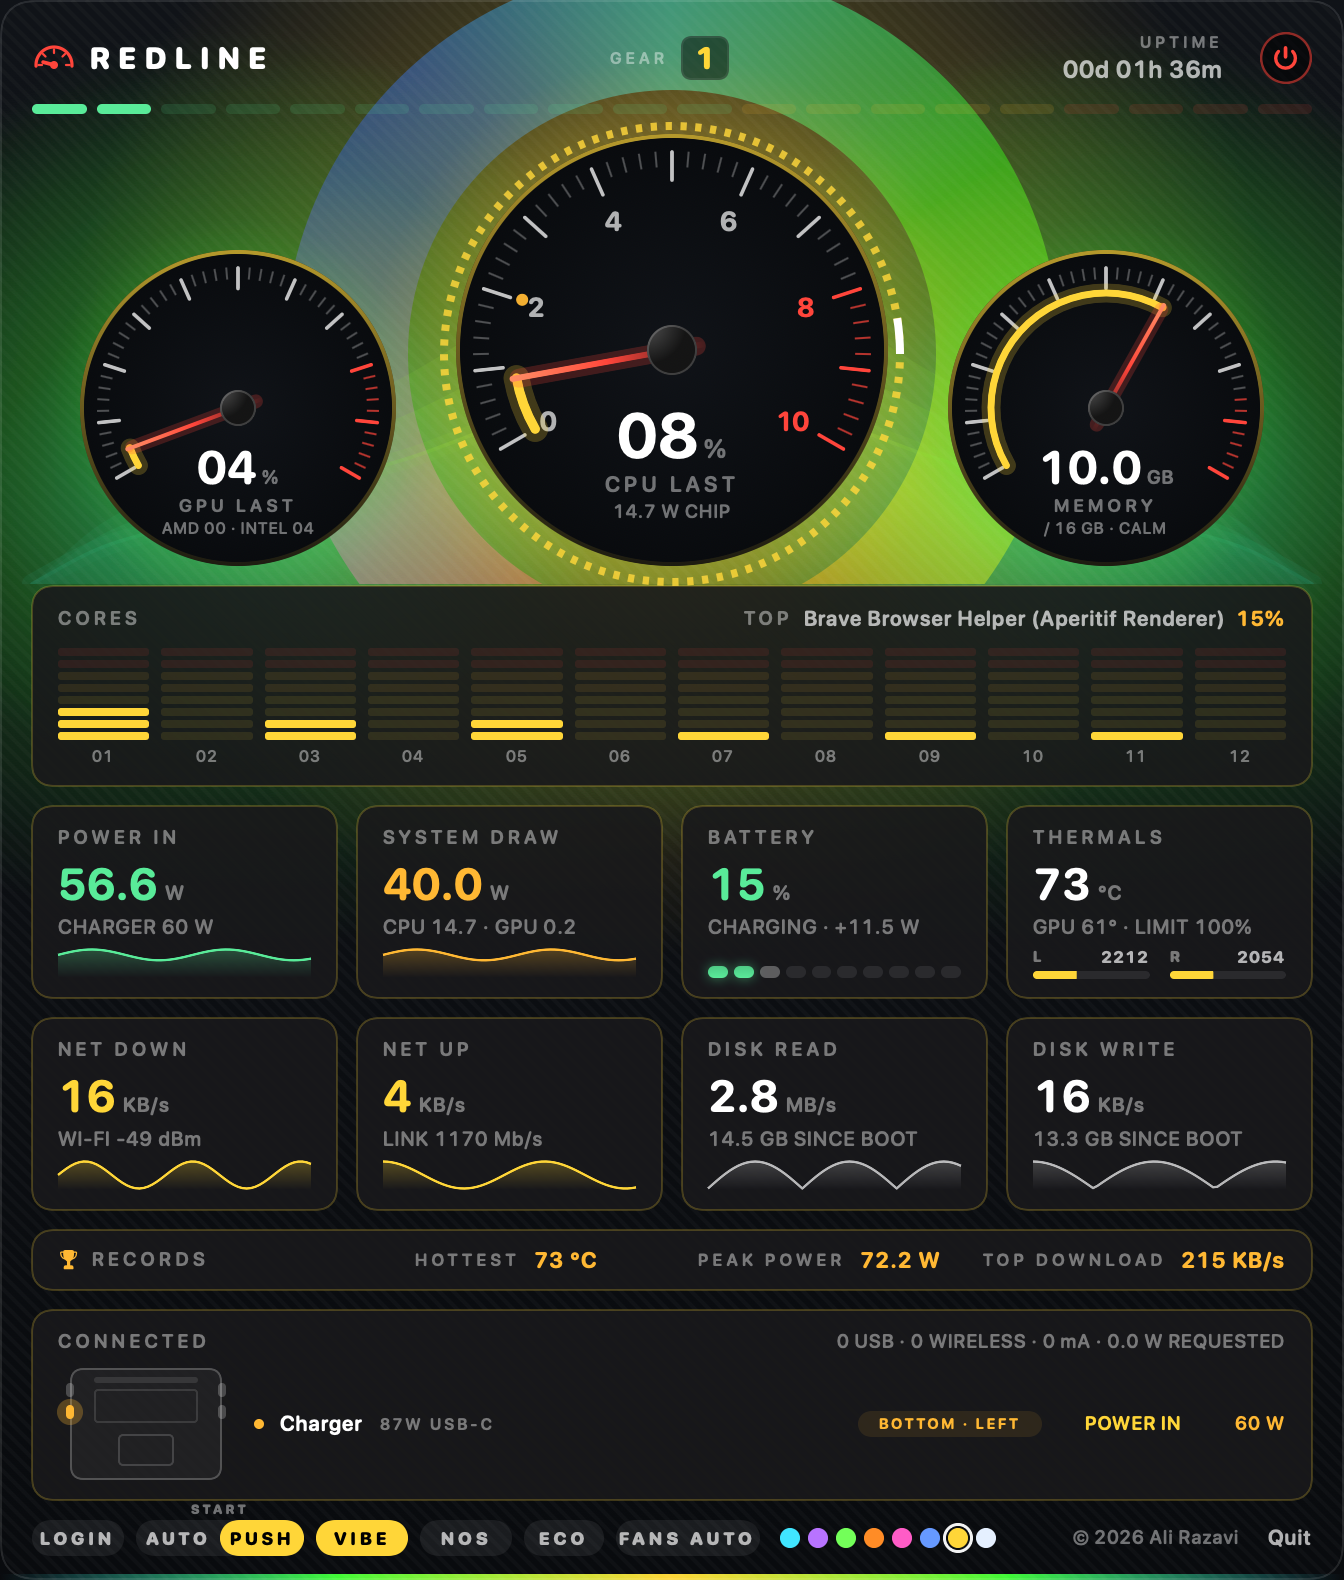 REDLINE
GEAR 1
UPTIME
00d 01h 36m
4 6
2 8
0 10
08 %
CPU LAST
14.7 W CHIP
04 %
GPU LAST
AMD 00 · INTEL 04
10.0 GB
MEMORY
/ 16 GB · CALM
CORES TOP Brave Browser Helper (Aperitif Renderer) 15%
01 02 03 04 05 06 07 08 09 10 11 12
POWER IN
56.6 W
CHARGER 60 W
SYSTEM DRAW
40.0 W
CPU 14.7 · GPU 0.2
BATTERY
15 %
CHARGING · +11.5 W
THERMALS
73 °C
GPU 61° · LIMIT 100%
L 2212 R 2054
NET DOWN
16 KB/s
WI-FI -49 dBm
NET UP
4 KB/s
LINK 1170 Mb/s
DISK READ
2.8 MB/s
14.5 GB SINCE BOOT
DISK WRITE
16 KB/s
13.3 GB SINCE BOOT
RECORDS HOTTEST 73 °C PEAK POWER 72.2 W TOP DOWNLOAD 215 KB/s
CONNECTED 0 USB · 0 WIRELESS · 0 mA · 0.0 W REQUESTED
Charger 87W USB-C BOTTOM · LEFT POWER IN 60 W
START
LOGIN AUTO PUSH VIBE NOS ECO FANS AUTO © 2026 Ali Razavi Quit